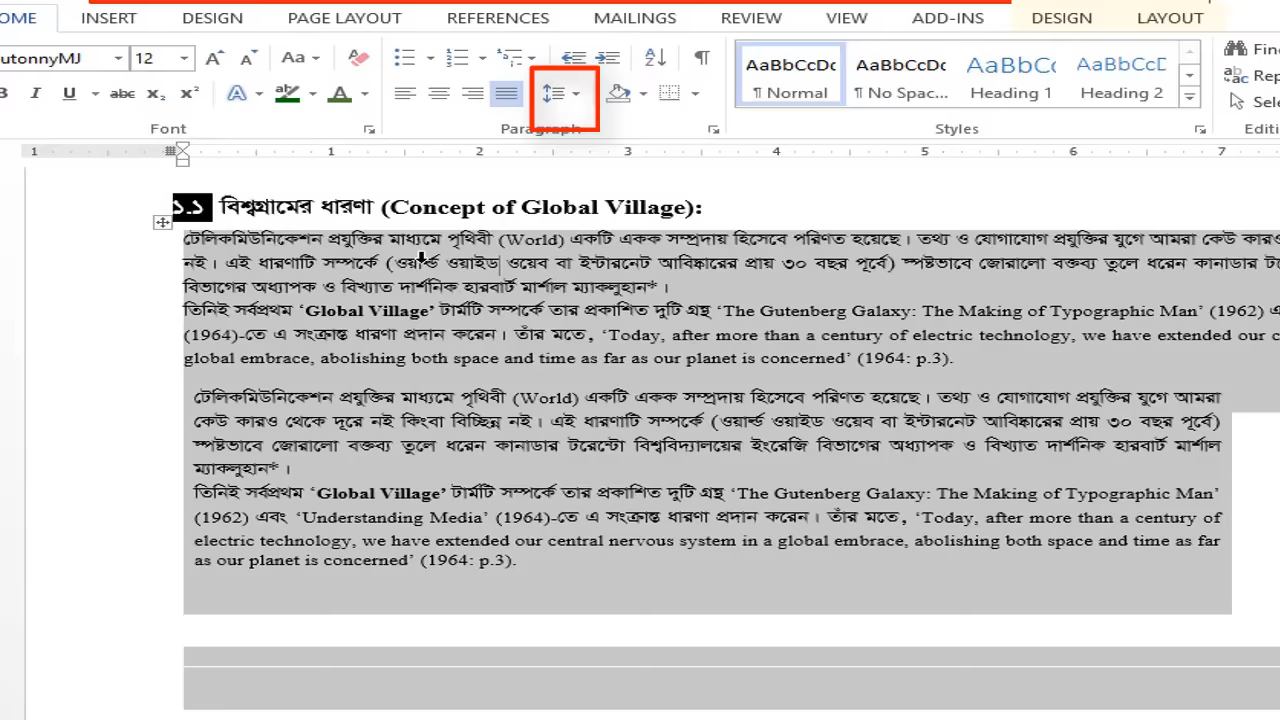 OME INSERT DESIGN PAGE LAYOUT REFERENCES MAILINGS REVIEW VIEW ADD-INS DESIGN LAYOUT
utonnyMJ 12 Aa AaBbCcDc AaBbCcDc AaBbCc AaBbCcD Fin
Rep
B I U abc X₂ X² A ab A ¶ Normal ¶ No Spac... Heading 1 Heading 2 Sele
Font Paragraph Styles Editi
1 1 2 3 4 5 6 7
১.১ বিশ্বগ্রামের ধারণা (Concept of Global Village):
টেলিকমিউনিকেশন প্রযুক্তির মাধ্যমে পৃথিবী (World) একটি একক সম্প্রদায় হিসেবে পরিণত হয়েছে। তথ্য ও যোগাযোগ প্রযুক্তির যুগে আমরা কেউ কারও
নই। এই ধারণাটি সম্পর্কে (ওয়ার্ল্ড ওয়াইড ওয়েব বা ইন্টারনেট আবিষ্কারের প্রায় ৩০ বছর পূর্বে) স্পষ্টভাবে জোরালো বক্তব্য তুলে ধরেন কানাডার
বিভাগের অধ্যাপক ও বিখ্যাত দার্শনিক হারবার্ট মার্শাল ম্যাকলুহান*।
তিনিই সর্বপ্রথম ‘Global Village’ টার্মটি সম্পর্কে তার প্রকাশিত দুটি গ্রন্থ ‘The Gutenberg Galaxy: The Making of Typographic Man’ (1962)
(1964)-তে এ সংক্রান্ত ধারণা প্রদান করেন। তাঁর মতে, ‘Today, after more than a century of electric technology, we have extended our c
global embrace, abolishing both space and time as far as our planet is concerned’ (1964: p.3).
টেলিকমিউনিকেশন প্রযুক্তির মাধ্যমে পৃথিবী (World) একটি একক সম্প্রদায় হিসেবে পরিণত হয়েছে। তথ্য ও যোগাযোগ প্রযুক্তির যুগে আমরা
কেউ কারও থেকে দূরে নই কিংবা বিচ্ছিন্ন নই। এই ধারণাটি সম্পর্কে (ওয়ার্ল্ড ওয়াইড ওয়েব বা ইন্টারনেট আবিষ্কারের প্রায় ৩০ বছর পূর্বে)
স্পষ্টভাবে জোরালো বক্তব্য তুলে ধরেন কানাডার টরেন্টো বিশ্ববিদ্যালয়ের ইংরেজি বিভাগের অধ্যাপক ও বিখ্যাত দার্শনিক হারবার্ট মার্শাল
ম্যাকলুহান*।
তিনিই সর্বপ্রথম ‘Global Village’ টার্মটি সম্পর্কে তার প্রকাশিত দুটি গ্রন্থ ‘The Gutenberg Galaxy: The Making of Typographic Man’
(1962) এবং ‘Understanding Media’ (1964)-তে এ সংক্রান্ত ধারণা প্রদান করেন। তাঁর মতে, ‘Today, after more than a century of
electric technology, we have extended our central nervous system in a global embrace, abolishing both space and time as far
as our planet is concerned’ (1964: p.3).